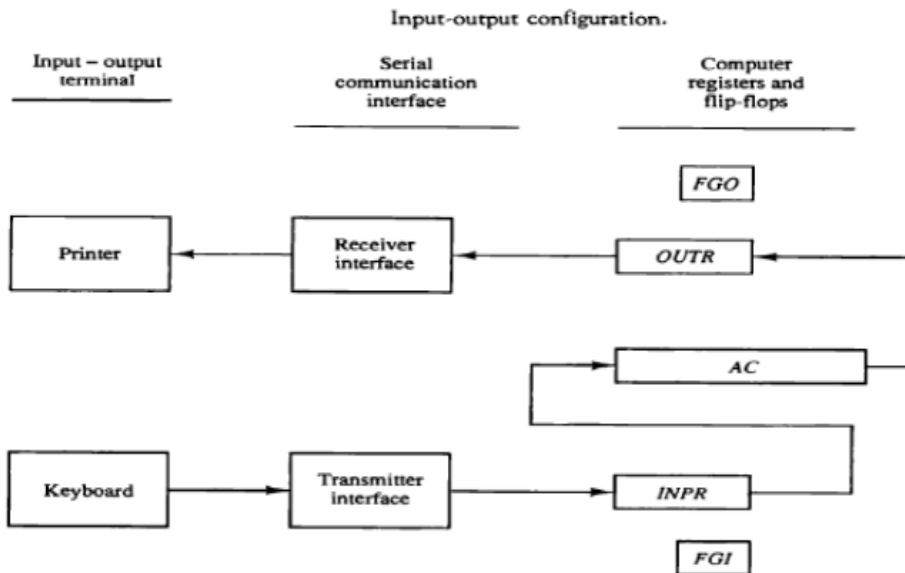 Input-output configuration.
Input – output
terminal
Serial
communication
interface
Computer
registers and
flip-flops
FGO
Printer
Receiver
interface
OUTR
AC
Keyboard
Transmitter
interface
INPR
FGI